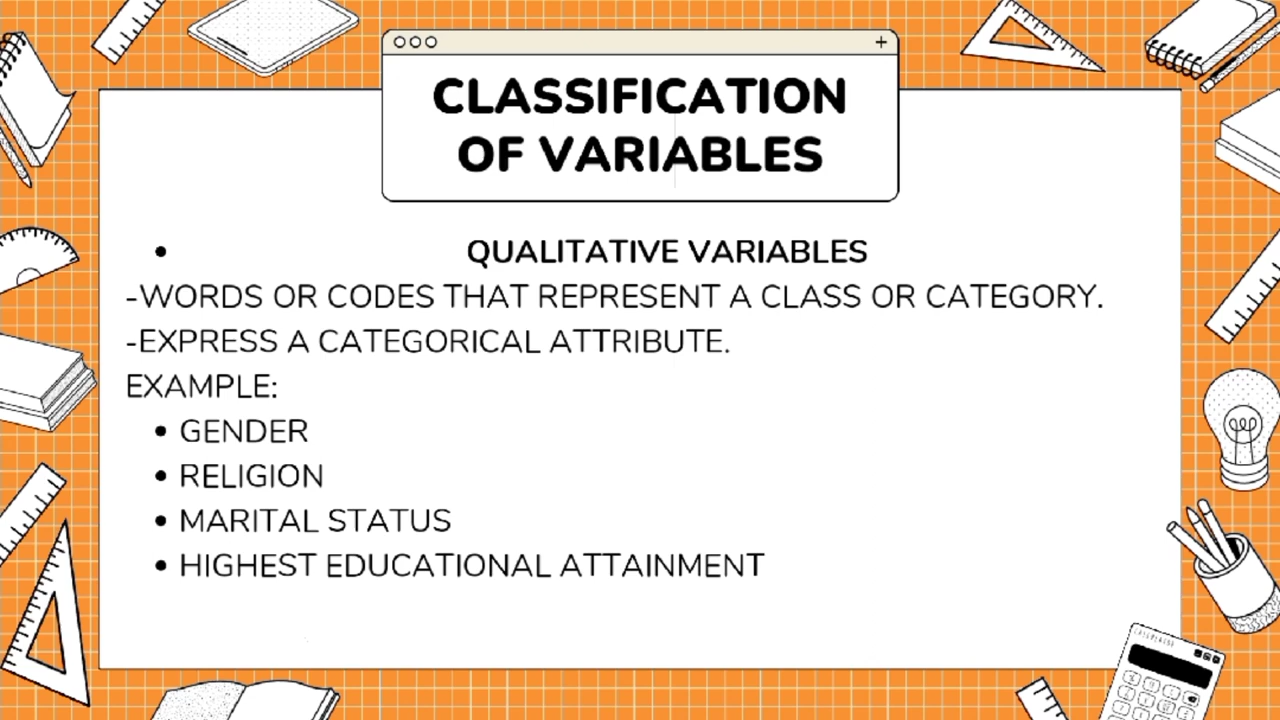 CLASSIFICATION
OF VARIABLES
• QUALITATIVE VARIABLES
-WORDS OR CODES THAT REPRESENT A CLASS OR CATEGORY.
-EXPRESS A CATEGORICAL ATTRIBUTE.
EXAMPLE:
• GENDER
• RELIGION
• MARITAL STATUS
• HIGHEST EDUCATIONAL ATTAINMENT